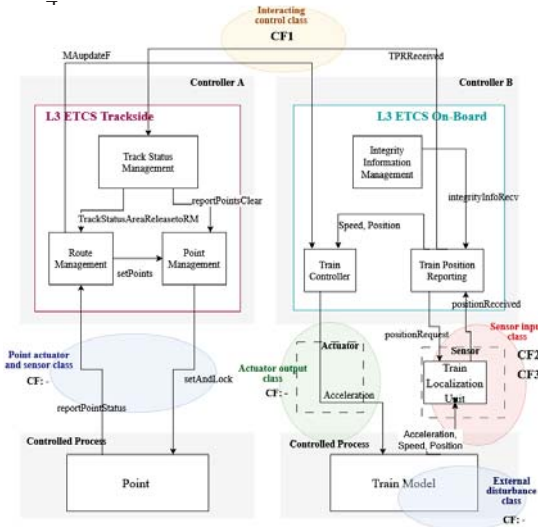 4
Interacting
control class
CF1
MAupdateF
TPRReceived
Controller A
Controller B
L3 ETCS Trackside
L3 ETCS On-Board
Track Status
Management
Integrity
Information
Management
reportPointsClear
integrityInfoRecv
TrackStatusAreaReleasetoRM
Speed, Position
Route
Management
setPoints
Point
Management
Train
Controller
Train Position
Reporting
positionReceived
Point actuator
and sensor class
CF: -
reportPointStatus
setAndLock
Actuator
Actuator output
class
CF: -
Acceleration
positionRequest
Sensor input
class
Sensor
CF2
CF3
Train
Localization
Unit
Acceleration,
Speed, Position
Controlled Process
Controlled Process
Point
Train Model
External
disturbance
class
CF: -